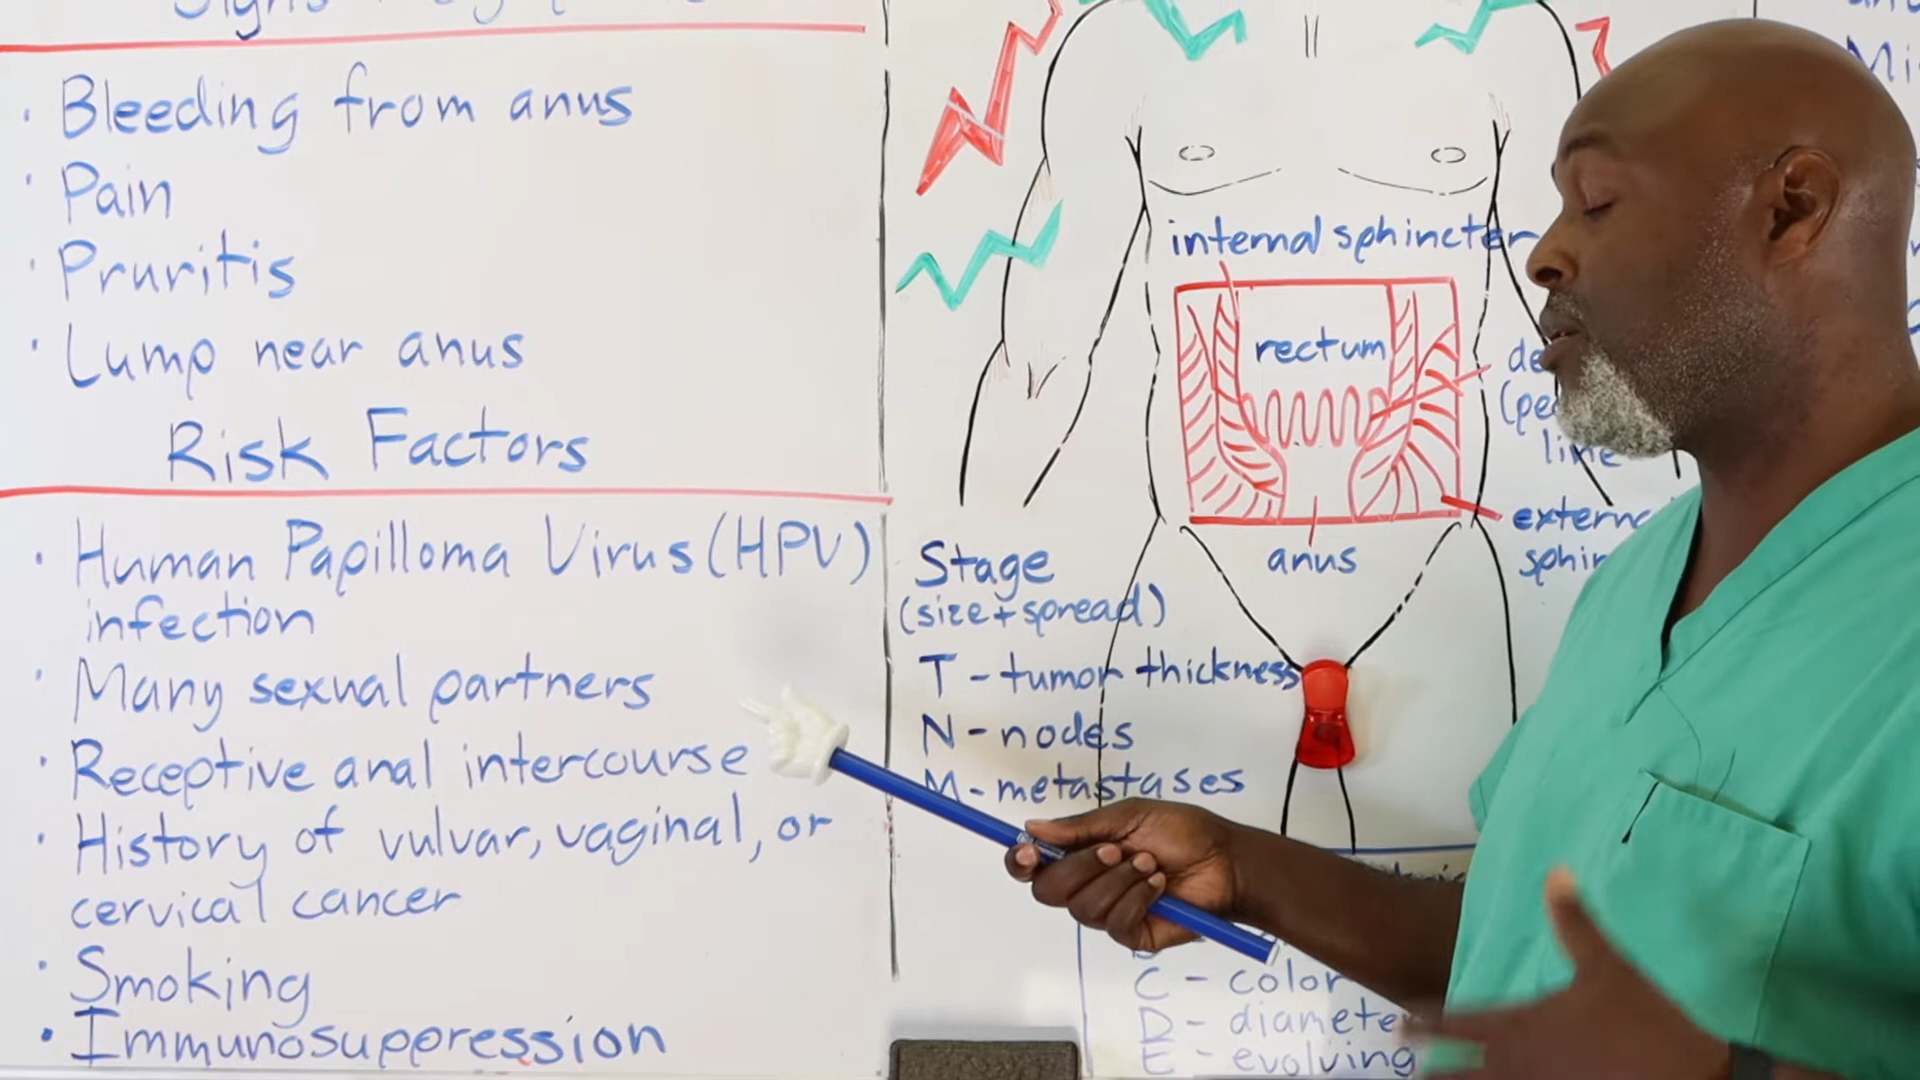 Bleeding from anus
Pain
Pruritis
Lump near anus
Risk Factors
Human Papilloma Virus (HPV)
infection
Many sexual partners
Receptive anal intercourse
History of vulvar, vaginal, or
cervical cancer
Smoking
Immunosuppression
internal sphincter
rectum
line
anus
Stage
(size + spread)
T - tumor thickness
N - nodes
M - metastases
C - color
D - diameter
E - evolving